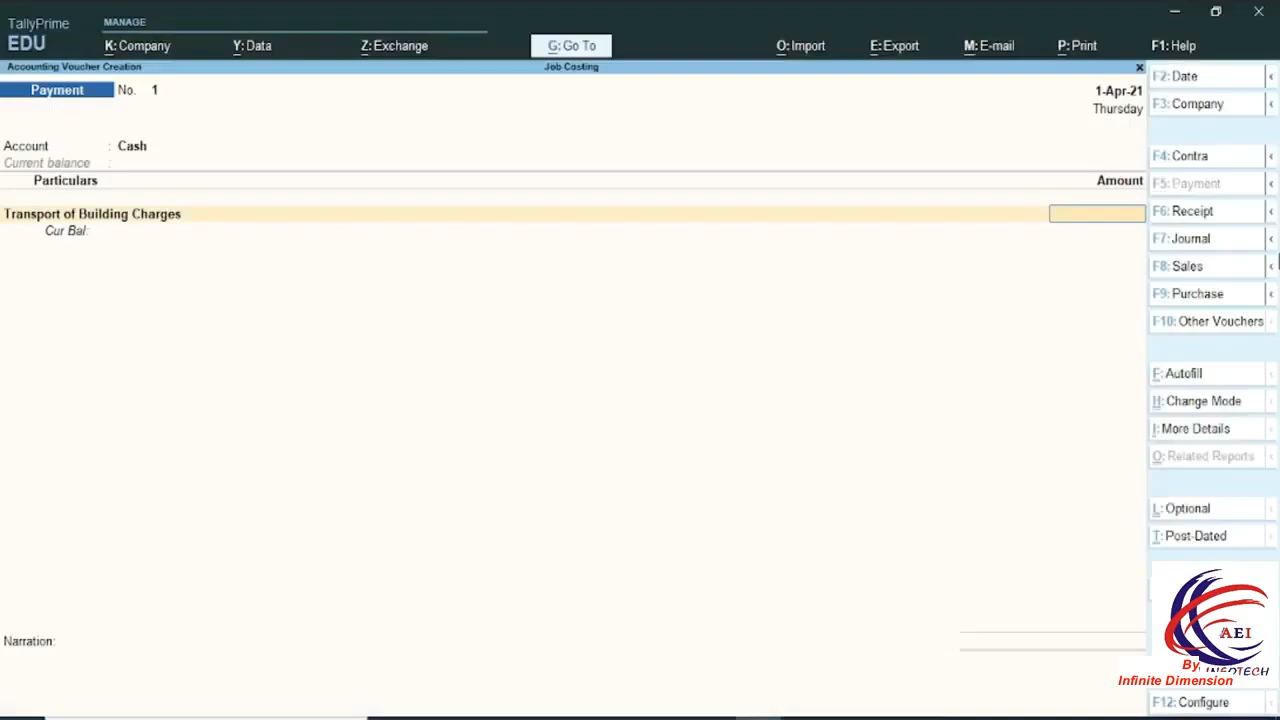 TallyPrime
EDU
MANAGE
K: Company
Y: Data
Z: Exchange
G: Go To
O: Import
E: Export
M: E-mail
P: Print
F1: Help
Accounting Voucher Creation
Job Costing
x
Payment No. 1
1-Apr-21
Thursday
Account : Cash
Current balance :
Particulars
Amount
Transport of Building Charges
Cur Bal:
Narration:
F2: Date
F3: Company
F4: Contra
F5: Payment
F6: Receipt
F7: Journal
F8: Sales
F9: Purchase
F10: Other Vouchers
F: Autofill
H: Change Mode
I: More Details
O: Related Reports
L: Optional
T: Post-Dated
AEI
INFOTECH
By
Infinite Dimension
F12: Configure